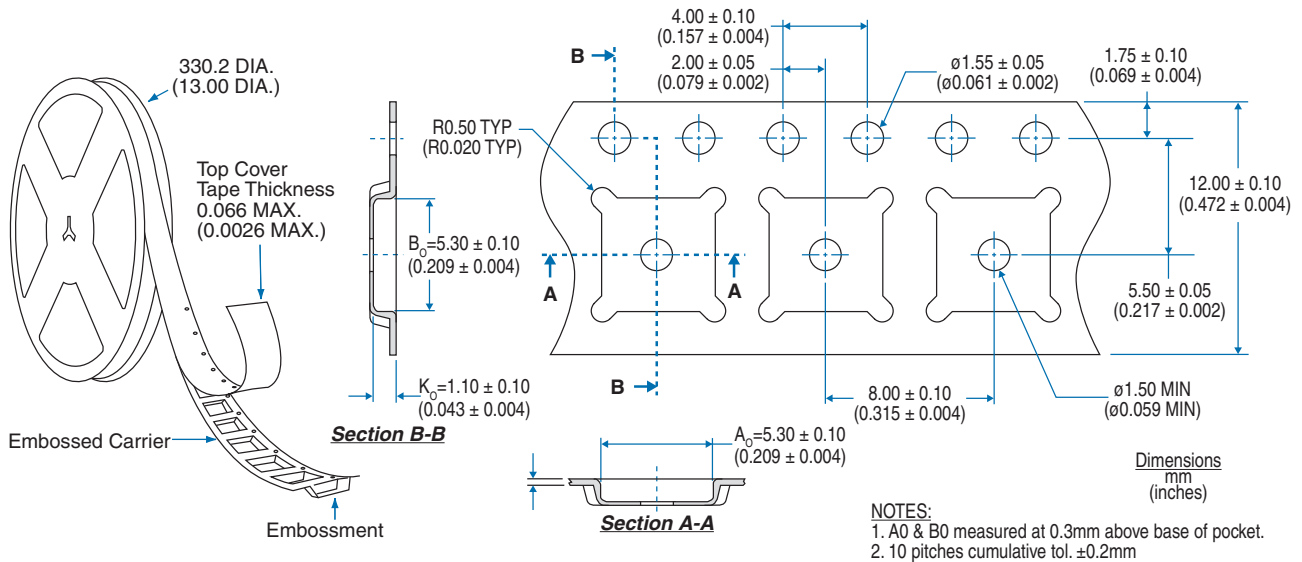 330.2 DIA.
(13.00 DIA.)
Top Cover
Tape Thickness
0.066 MAX.
(0.0026 MAX.)
Embossed Carrier
Embossment
B₀=5.30 ± 0.10
(0.209 ± 0.004)
K₀=1.10 ± 0.10
(0.043 ± 0.004)
Section B-B
4.00 ± 0.10
(0.157 ± 0.004)
B
2.00 ± 0.05
(0.079 ± 0.002)
ø1.55 ± 0.05
(ø0.061 ± 0.002)
1.75 ± 0.10
(0.069 ± 0.004)
R0.50 TYP
(R0.020 TYP)
12.00 ± 0.10
(0.472 ± 0.004)
A
A
5.50 ± 0.05
(0.217 ± 0.002)
B
8.00 ± 0.10
(0.315 ± 0.004)
ø1.50 MIN
(ø0.059 MIN)
A₀=5.30 ± 0.10
(0.209 ± 0.004)
Section A-A
Dimensions
mm
(inches)
NOTES:
1. A0 & B0 measured at 0.3mm above base of pocket.
2. 10 pitches cumulative tol. ±0.2mm